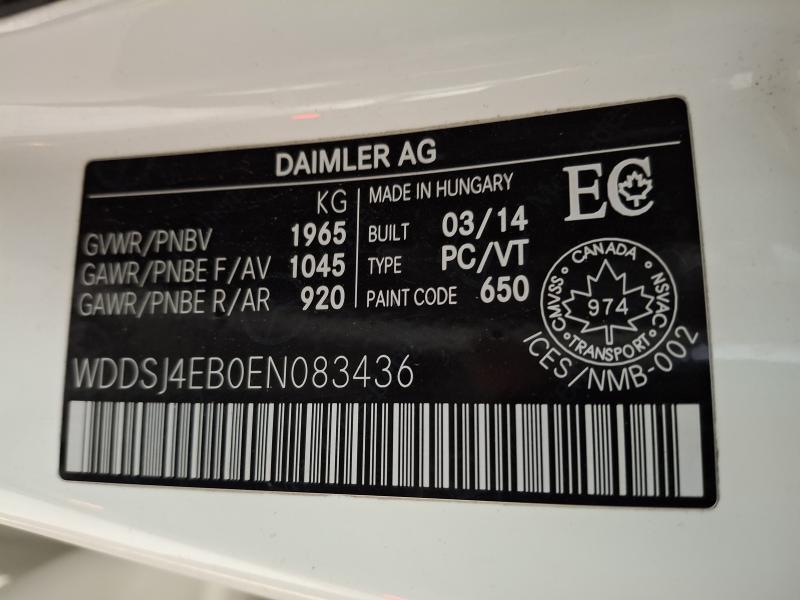 DAIMLER AG
KG
GVWR/PNBV 1965
GAWR/PNBE F/AV 1045
GAWR/PNBE R/AR 920
MADE IN HUNGARY
BUILT 03/14
TYPE PC/VT
PAINT CODE 650
EC
CANADA
CMVSS 974 NSVAC
TRANSPORT
ICES/NMB-002
WDDSJ4EB0EN083436